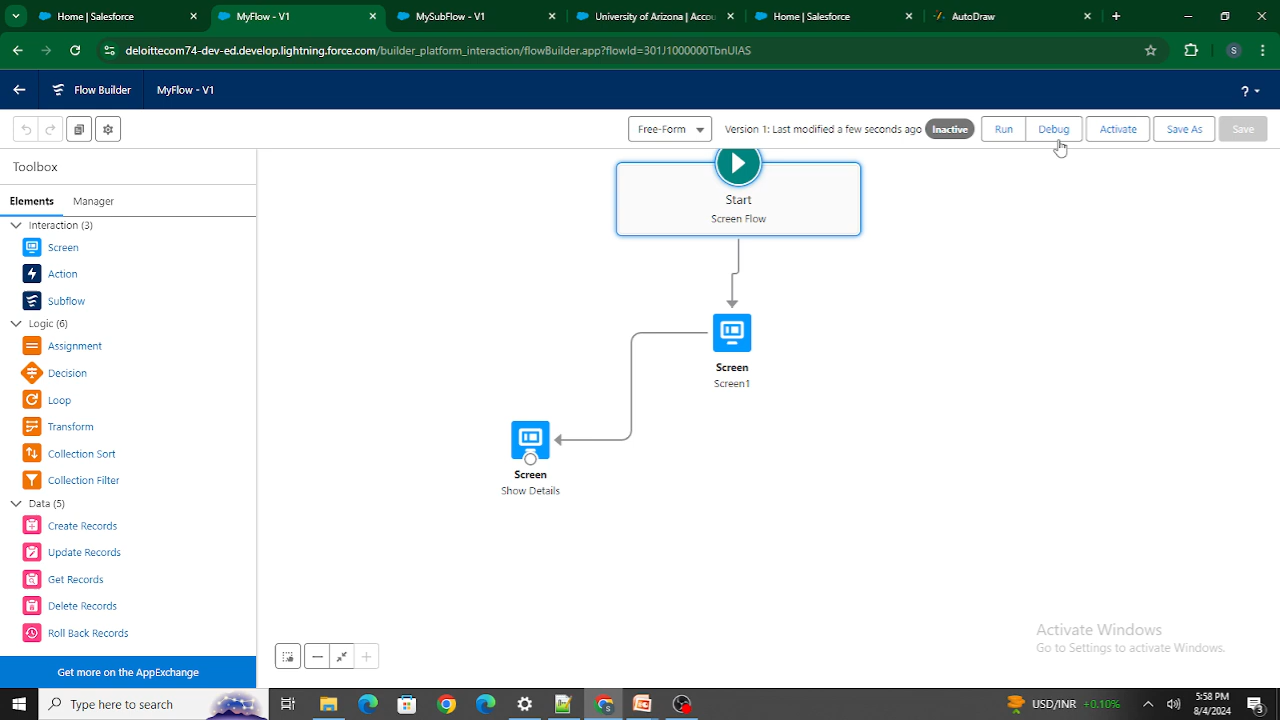 Home | Salesforce
MyFlow - V1
MySubFlow - V1
University of Arizona | Accou
Home | Salesforce
AutoDraw
deloittecom74-dev-ed.develop.lightning.force.com/builder_platform_interaction/flowBuilder.app?flowId=301J1000000TbnUIAS
S
Flow Builder
MyFlow - V1
?
Free-Form
Version 1: Last modified a few seconds ago
Inactive
Run
Debug
Activate
Save As
Save
Toolbox
Elements
Manager
Interaction (3)
Screen
Action
Subflow
Logic (6)
Assignment
Decision
Loop
Transform
Collection Sort
Collection Filter
Data (5)
Create Records
Update Records
Get Records
Delete Records
Roll Back Records
Get more on the AppExchange
Start
Screen Flow
Screen
Screen1
Screen
Show Details
Activate Windows
Go to Settings to activate Windows.
Type here to search
USD/INR +0.10%
5:58 PM
8/4/2024
3